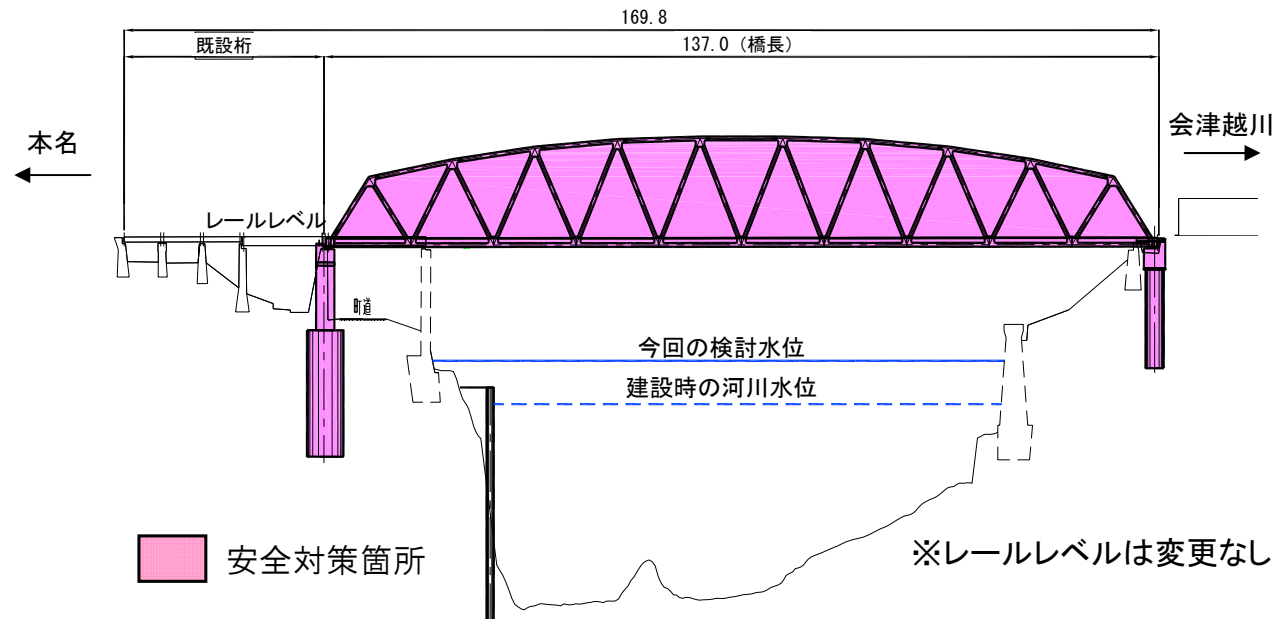 169.8
既設桁
137.0（橋長）
本名
会津越川
レールレベル
町道
今回の検討水位
建設時の河川水位
安全対策箇所
※レールレベルは変更なし